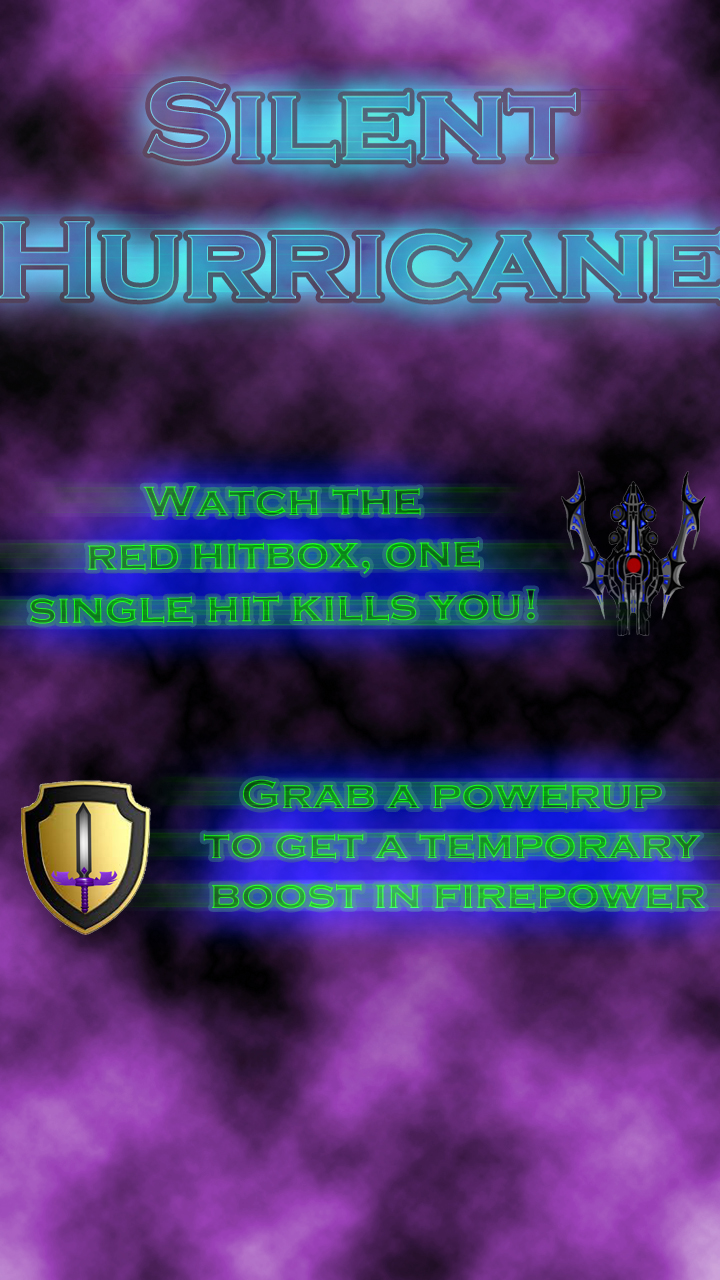 Silent
Hurricane
Watch the
red hitbox, one
single hit kills you!
Grab a powerup
to get a temporary
boost in firepower